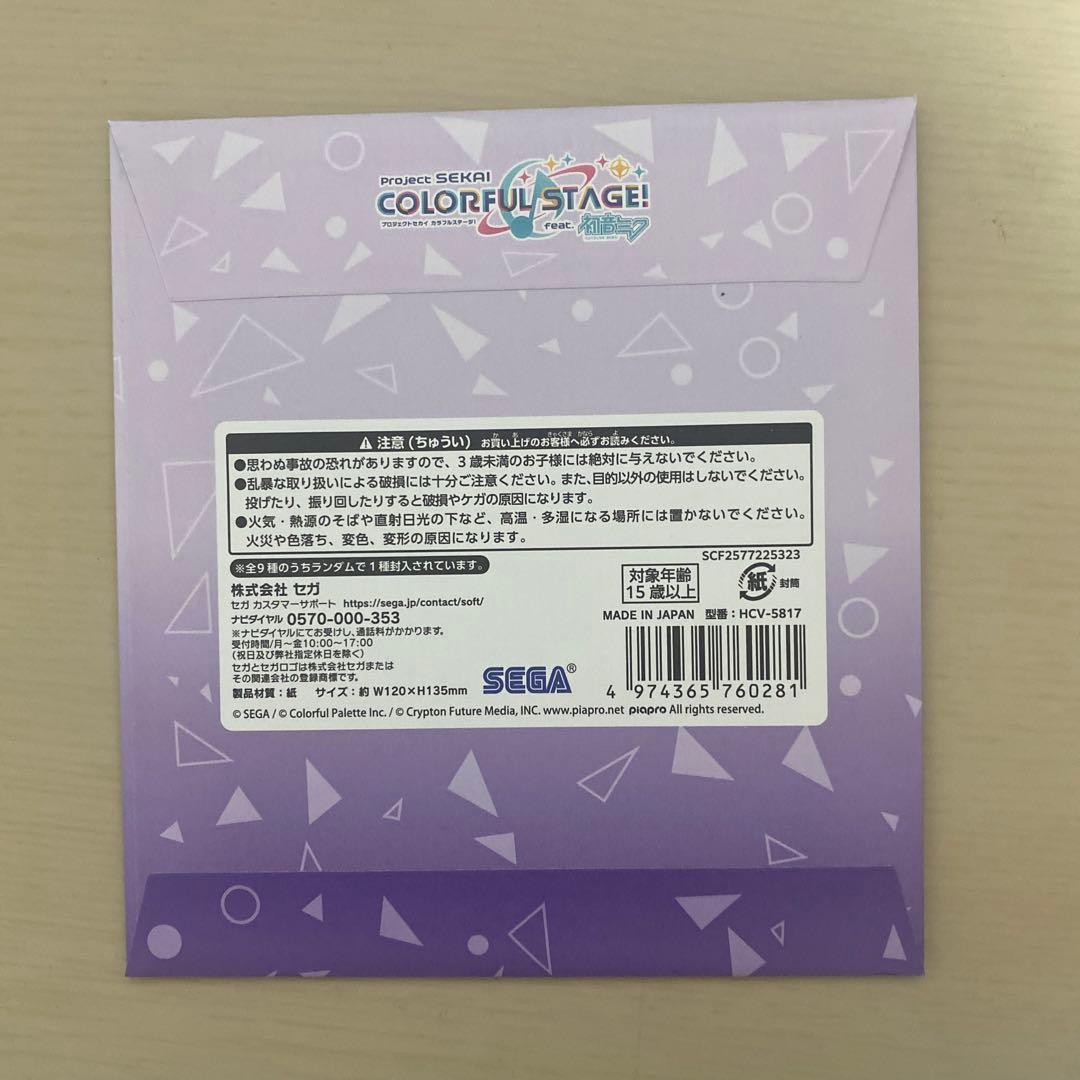 Project SEKAI
COLORFUL STAGE!
プロジェクトセカイ カラフルステージ!
feat. 初音ミク
HATSUNE MIKU
⚠ 注意(ちゅうい) お買い上げのお客様へ必ずお読みください。
●思わぬ事故の恐れがありますので、3歳未満のお子様には絶対に与えないでください。
●乱暴な取り扱いによる破損には十分ご注意ください。また、目的以外の使用はしないでください。
投げたり、振り回したりすると破損やケガの原因になります。
●火気・熱源のそばや直射日光の下など、高温・多湿になる場所には置かないでください。
火災や色落ち、変色、変形の原因になります。
SCF2577225323
※全9種のうちランダムで1種封入されています。
株式会社 セガ
セガ カスタマーサポート https://sega.jp/contact/soft/
ナビダイヤル 0570-000-353
※ナビダイヤルにてお受けし、通話料がかかります。
受付時間/月〜金10:00〜17:00
(祝日及び弊社指定休日を除く)
セガとセガロゴは株式会社セガまたは
その関連会社の登録商標です。
製品材質:紙 サイズ:約 W120×H135mm
対象年齢
15歳以上
紙 封筒
MADE IN JAPAN 型番:HCV-5817
SEGA®
4 974365 760281
© SEGA / © Colorful Palette Inc. / © Crypton Future Media, INC. www.piapro.net piapro All rights reserved.